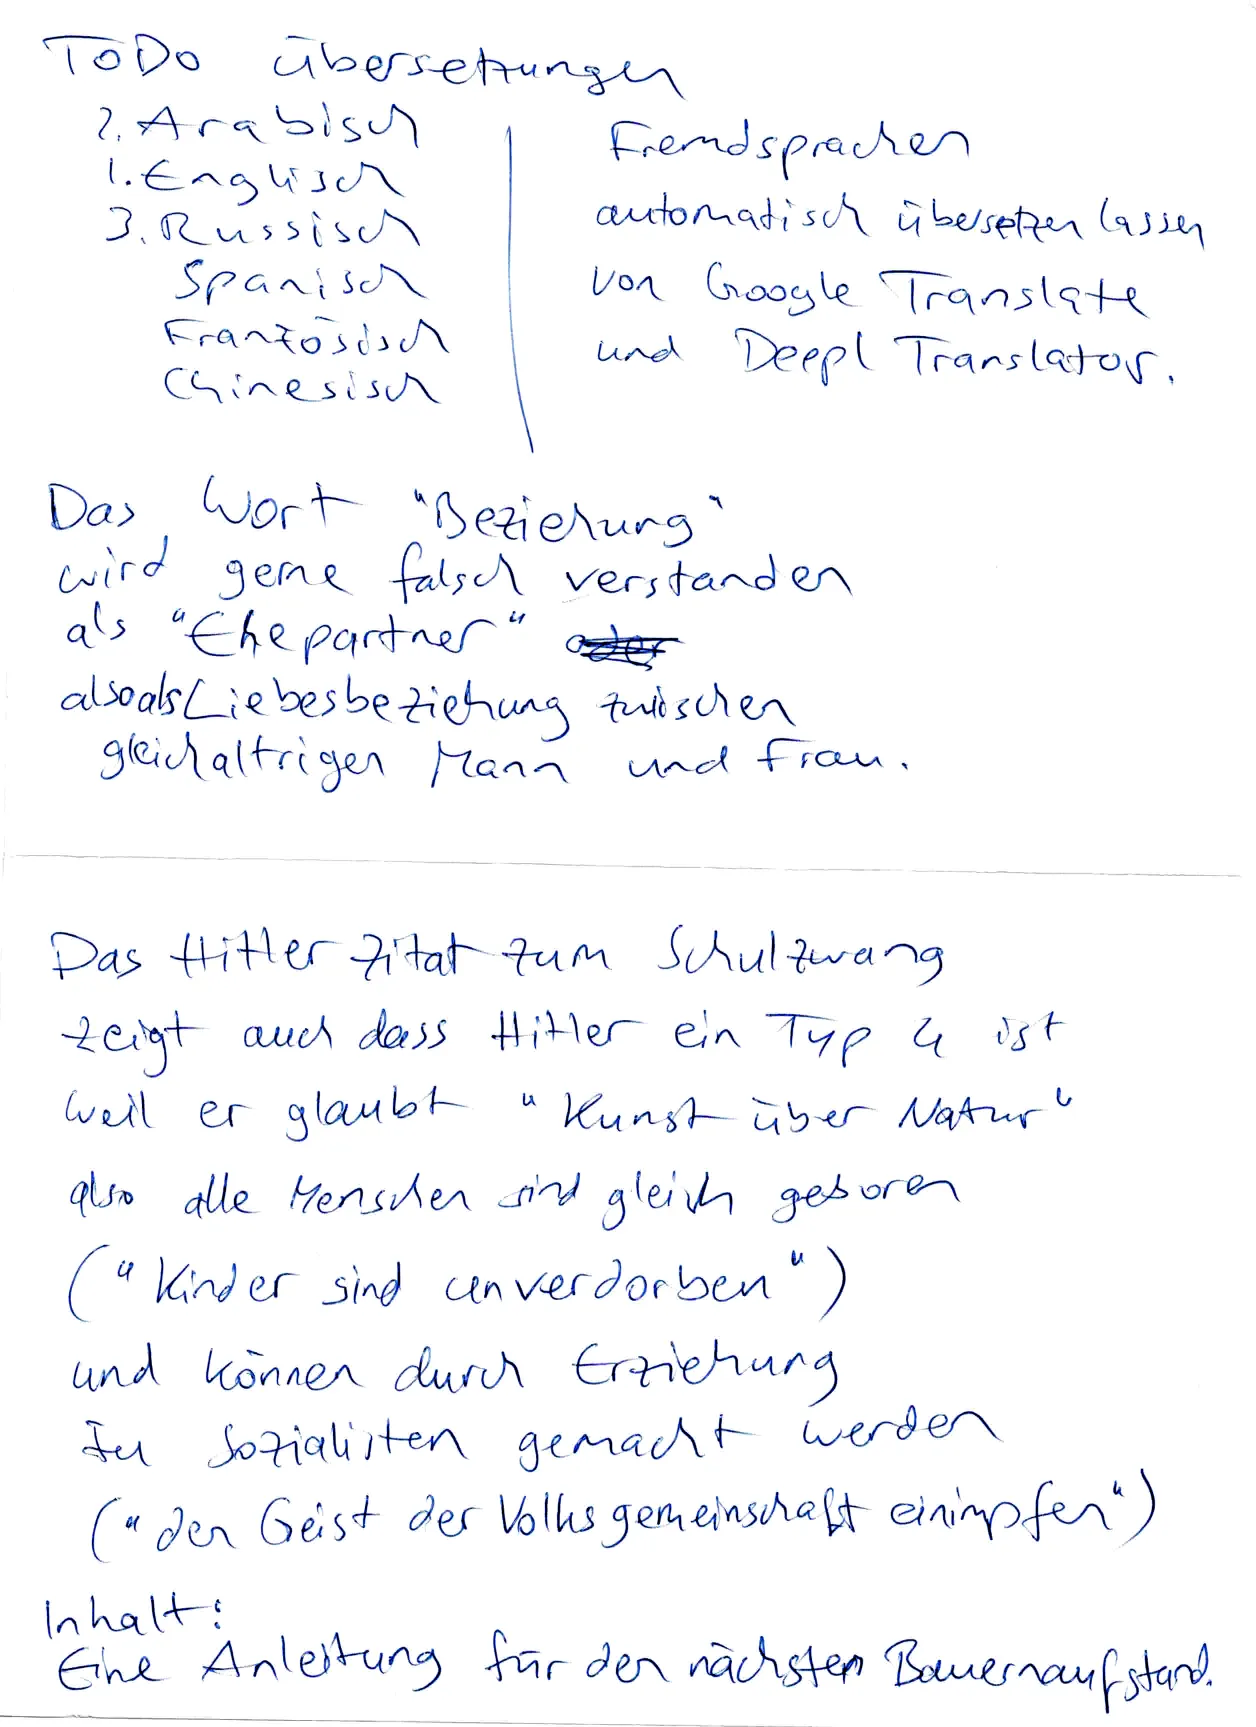 ToDo Übersetzungen
2. Arabisch
1. Englisch
3. Russisch
Spanisch
Französisch
Chinesisch
Fremdsprachen
automatisch übersetzen lassen
von Google Translate
und Deepl Translator.
Das Wort "Beziehung"
wird gerne falsch verstanden
als "Ehepartner" oder
also als Liebesbeziehung zwischen
gleichaltrigen Mann und Frau.
Das Hitler Zitat zum Schulzwang
zeigt auch dass Hitler ein Typ 4 ist
weil er glaubt "Kunst über Natur"
also alle Menschen sind gleich geboren
("Kinder sind unverdorben")
und können durch Erziehung
zu Sozialisten gemacht werden
("den Geist der Volksgemeinschaft einimpfen")
Inhalt:
Eine Anleitung für den nächsten Bauernaufstand.